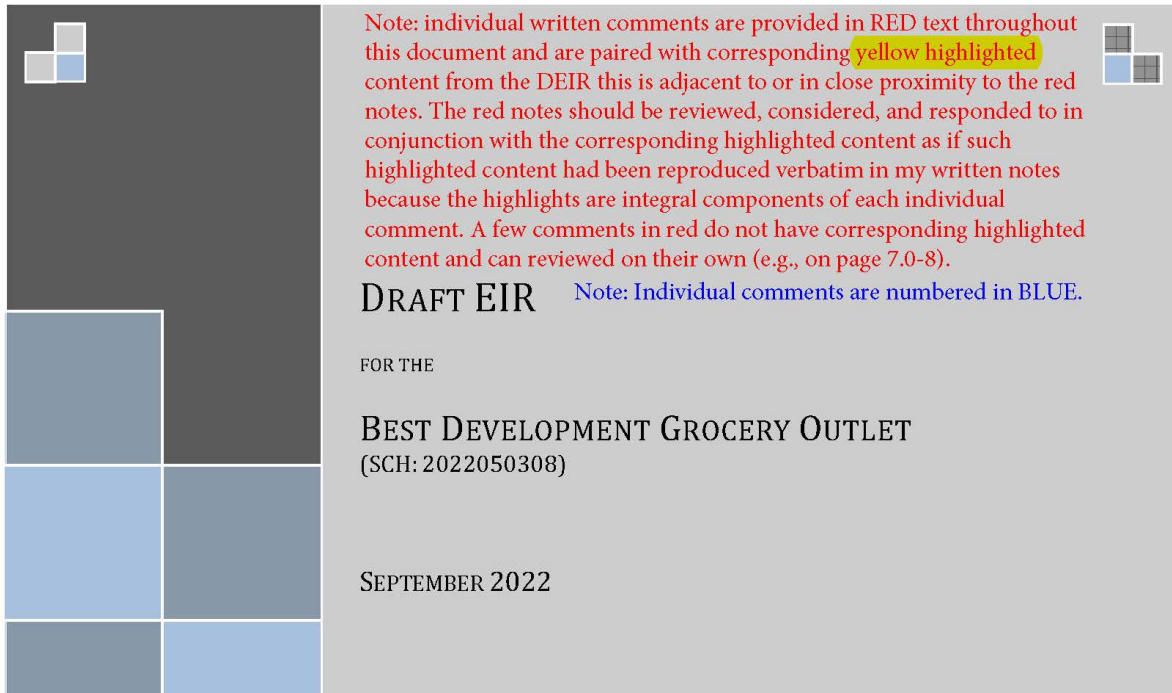 Note: individual written comments are provided in RED text throughout
this document and are paired with corresponding yellow highlighted
content from the DEIR this is adjacent to or in close proximity to the red
notes. The red notes should be reviewed, considered, and responded to in
conjunction with the corresponding highlighted content as if such
highlighted content had been reproduced verbatim in my written notes
because the highlights are integral components of each individual
comment. A few comments in red do not have corresponding highlighted
content and can reviewed on their own (e.g., on page 7.0-8).
DRAFT EIR
Note: Individual comments are numbered in BLUE.
FOR THE
BEST DEVELOPMENT GROCERY OUTLET
(SCH: 2022050308)
SEPTEMBER 2022